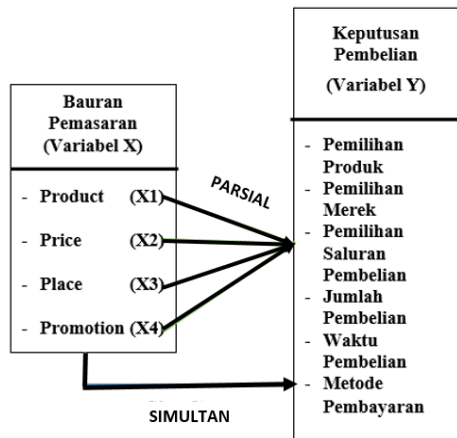 Bauran
Pemasaran
(Variabel X)
- Product (X1)
- Price (X2)
- Place (X3)
- Promotion (X4)
PARSIAL
SIMULTAN
Keputusan
Pembelian
(Variabel Y)
- Pemilihan
Produk
- Pemilihan
Merek
- Pemilihan
Saluran
Pembelian
- Jumlah
Pembelian
- Waktu
Pembelian
- Metode
Pembayaran